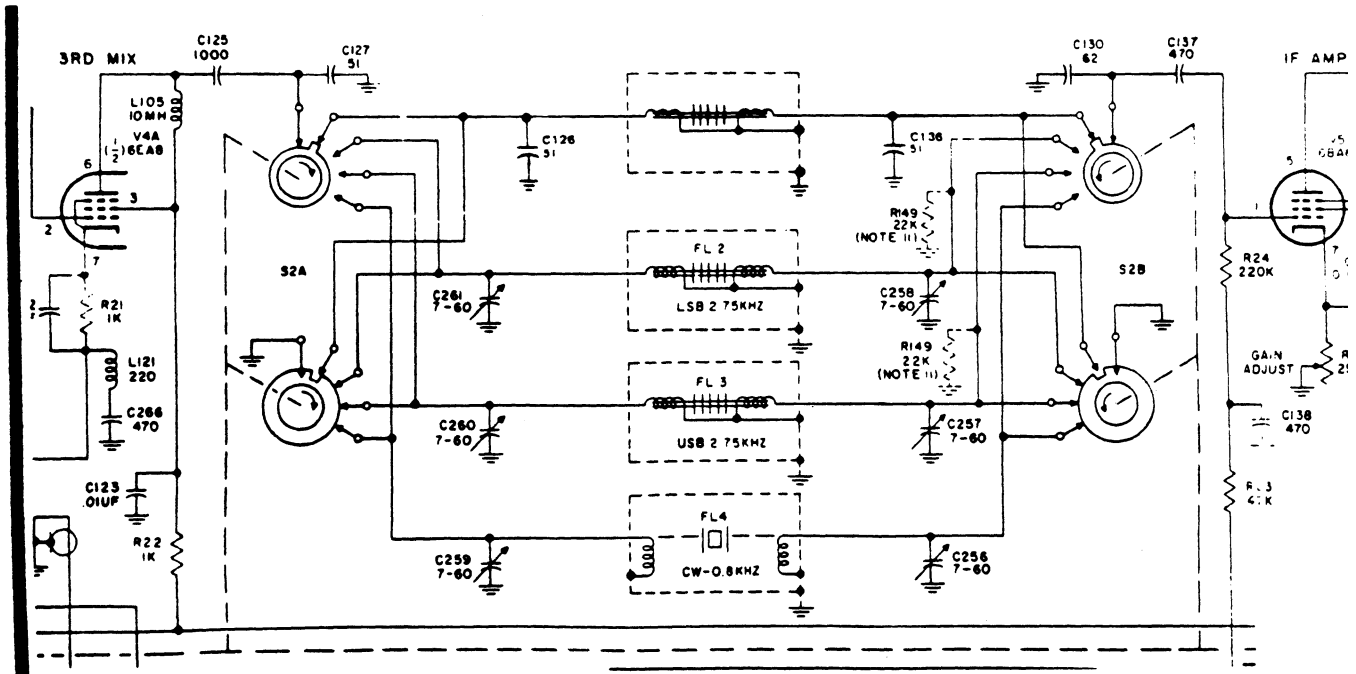 3RD MIX
C125
1000
C127
51
C130
62
C137
470
IF AMP
L105
10MH
V4A
(1/2)6EA8
6
3
2
7
C126
51
C136
51
5
1
7
R149
22K
(NOTE 11)
S2A
FL 2
S2B
R24
220K
R21
1K
C261
7-60
LSB 2 75KHZ
C258
7-60
L121
220
R149
22K
(NOTE 11)
GAIN
ADJUST
FL 3
C266
470
C260
7-60
USB 2 75KHZ
C257
7-60
C138
470
C123
.01UF
FL4
R22
1K
C259
7-60
CW-0.8KHZ
C256
7-60